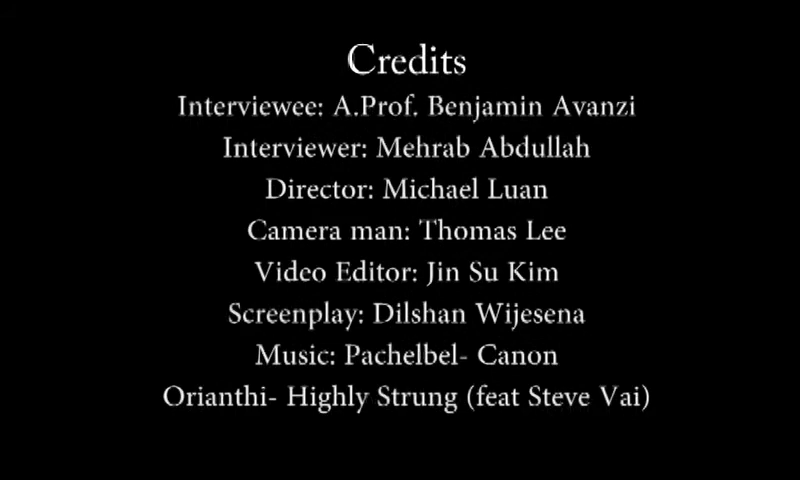 Credits
Interviewee: A.Prof. Benjamin Avanzi
Interviewer: Mehrab Abdullah
Director: Michael Luan
Camera man: Thomas Lee
Video Editor: Jin Su Kim
Screenplay: Dilshan Wijesena
Music: Pachelbel- Canon
Orianthi- Highly Strung (feat Steve Vai)